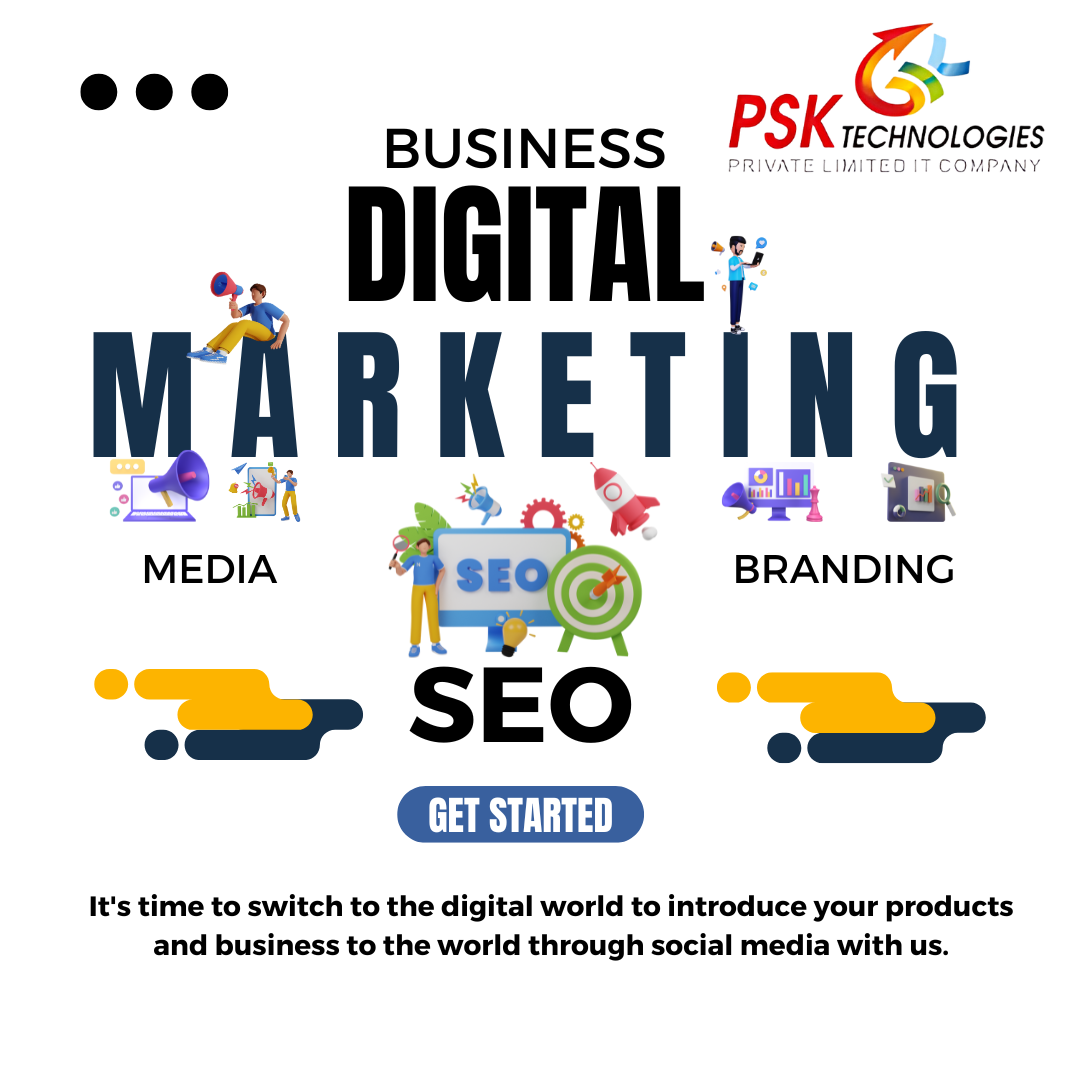 PSK TECHNOLOGIES
PRIVATE LIMITED IT COMPANY
BUSINESS
DIGITAL
MARKETING
SEO
MEDIA
BRANDING
SEO
GET STARTED
It's time to switch to the digital world to introduce your products
and business to the world through social media with us.